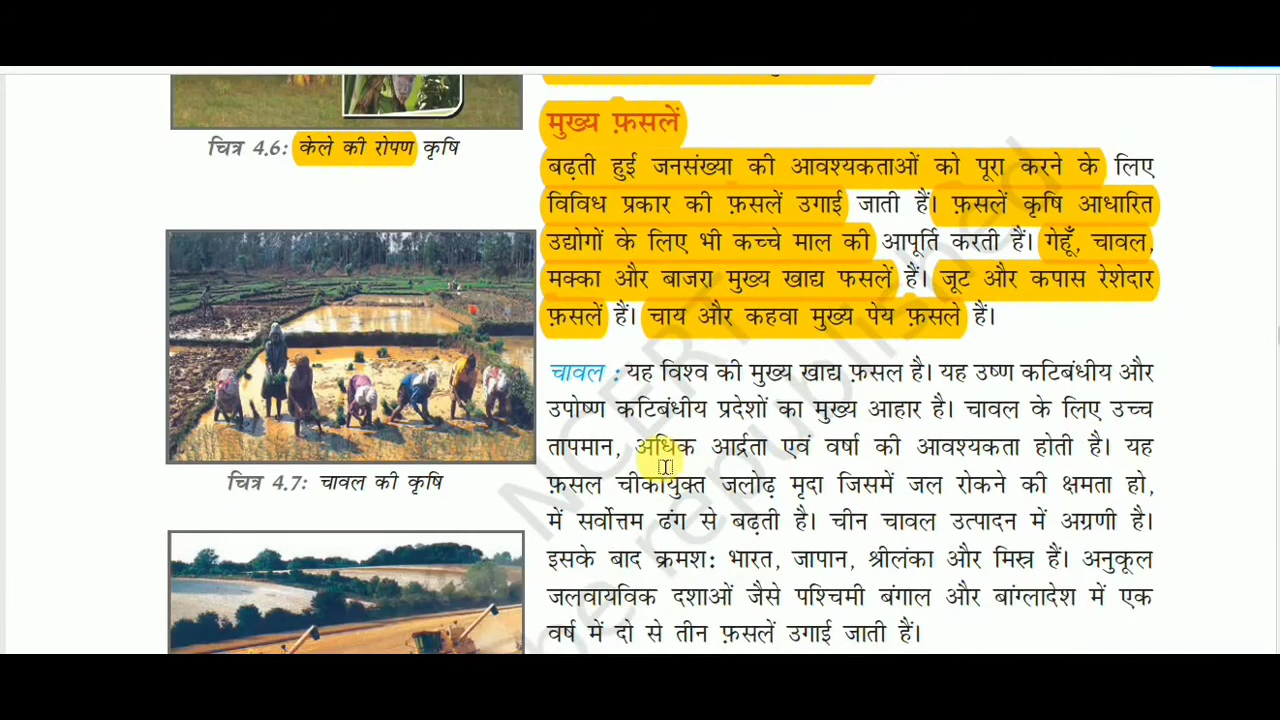 चित्र 4.6: केले की रोपण कृषि
चित्र 4.7: चावल की कृषि
मुख्य फ़सलें
बढ़ती हुई जनसंख्या की आवश्यकताओं को पूरा करने के लिए
विविध प्रकार की फ़सलें उगाई जाती हैं। फ़सलें कृषि आधारित
उद्योगों के लिए भी कच्चे माल की आपूर्ति करती हैं। गेहूँ, चावल,
मक्का और बाजरा मुख्य खाद्य फसलें हैं। जूट और कपास रेशेदार
फ़सलें हैं। चाय और कहवा मुख्य पेय फ़सले हैं।
चावल : यह विश्व की मुख्य खाद्य फ़सल है। यह उष्ण कटिबंधीय और
उपोष्ण कटिबंधीय प्रदेशों का मुख्य आहार है। चावल के लिए उच्च
तापमान, अधिक आर्द्रता एवं वर्षा की आवश्यकता होती है। यह
फ़सल चीकायुक्त जलोढ़ मृदा जिसमें जल रोकने की क्षमता हो,
में सर्वोत्तम ढंग से बढ़ती है। चीन चावल उत्पादन में अग्रणी है।
इसके बाद क्रमश: भारत, जापान, श्रीलंका और मिस्र हैं। अनुकूल
जलवायविक दशाओं जैसे पश्चिमी बंगाल और बांग्लादेश में एक
वर्ष में दो से तीन फ़सलें उगाई जाती हैं।
NCERT
be republished